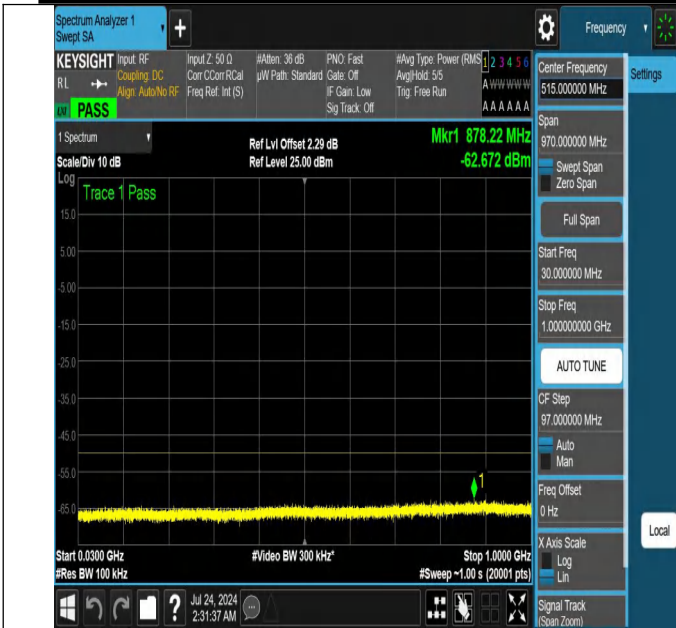 Spectrum Analyzer 1
Swept SA
+
Frequency
KEYSIGHT
RL
PASS
Input: RF
Coupling: DC
Align: Auto/No RF
Input Z: 50 Ω
Corr CCorr RCal
Freq Ref: Int (S)
#Atten: 36 dB
µW Path: Standard
PNO: Fast
Gate: Off
IF Gain: Low
Sig Track: Off
#Avg Type: Power (RMS
Avg|Hold: 5/5
Trig: Free Run
1 2 3 4 5 6
A W W W W W
A A A A A A
1 Spectrum
Scale/Div 10 dB
Log
Ref Lvl Offset 2.29 dB
Ref Level 25.00 dBm
Mkr1 878.22 MHz
-62.672 dBm
Trace 1 Pass
15.0
5.00
-5.00
-15.0
-25.0
-35.0
-45.0
-55.0
-65.0
1
Start 0.0300 GHz
#Res BW 100 kHz
#Video BW 300 kHz*
Stop 1.0000 GHz
#Sweep ~1.00 s (20001 pts)
Jul 24, 2024
2:31:37 AM
Center Frequency
515.000000 MHz
Span
970.000000 MHz
Swept Span
Zero Span
Full Span
Start Freq
30.000000 MHz
Stop Freq
1.000000000 GHz
AUTO TUNE
CF Step
97.000000 MHz
Auto
Man
Freq Offset
0 Hz
X Axis Scale
Log
Lin
Signal Track
(Span Zoom)
Settings
Local